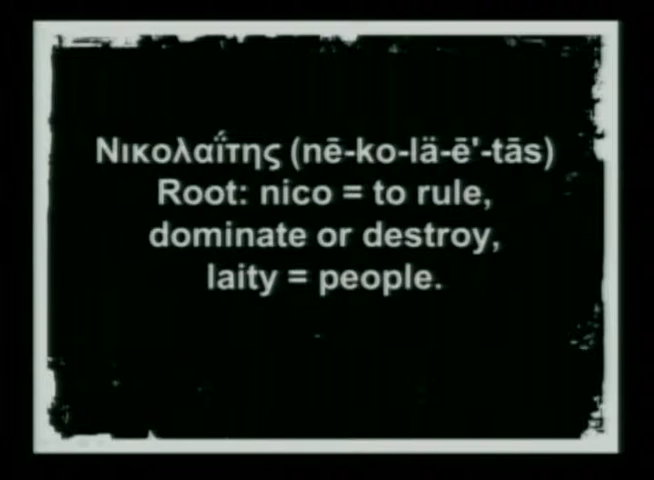 Νικολαΐτης (nē-ko-lä-ē'-tās)
Root: nico = to rule,
dominate or destroy,
laity = people.